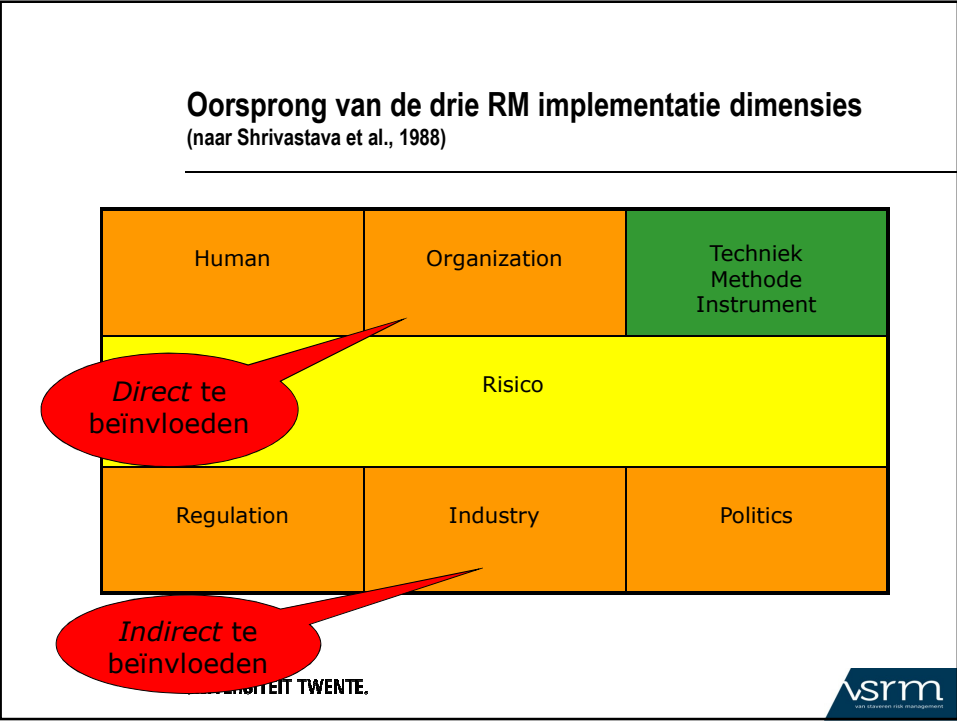 Oorsprong van de drie RM implementatie dimensies
(naar Shrivastava et al., 1988)
Human
Organization
Techniek
Methode
Instrument
Direct te
beïnvloeden
Risico
Regulation
Industry
Politics
Indirect te
beïnvloeden
TWENTE.
vsrm
van staveren risk management